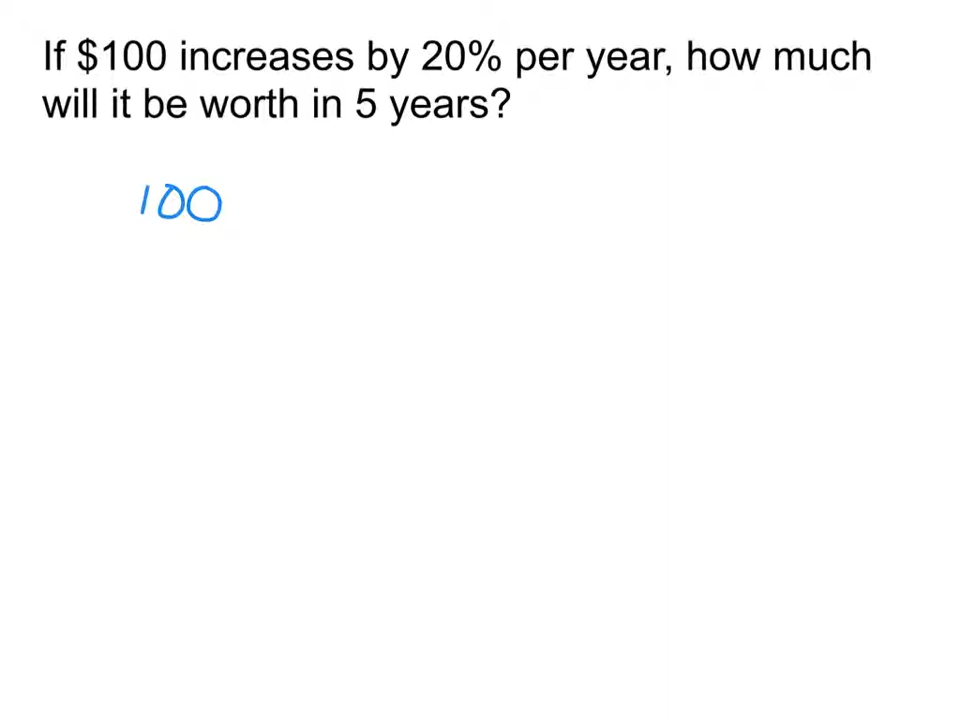 If $100 increases by 20% per year, how much
will it be worth in 5 years?
100